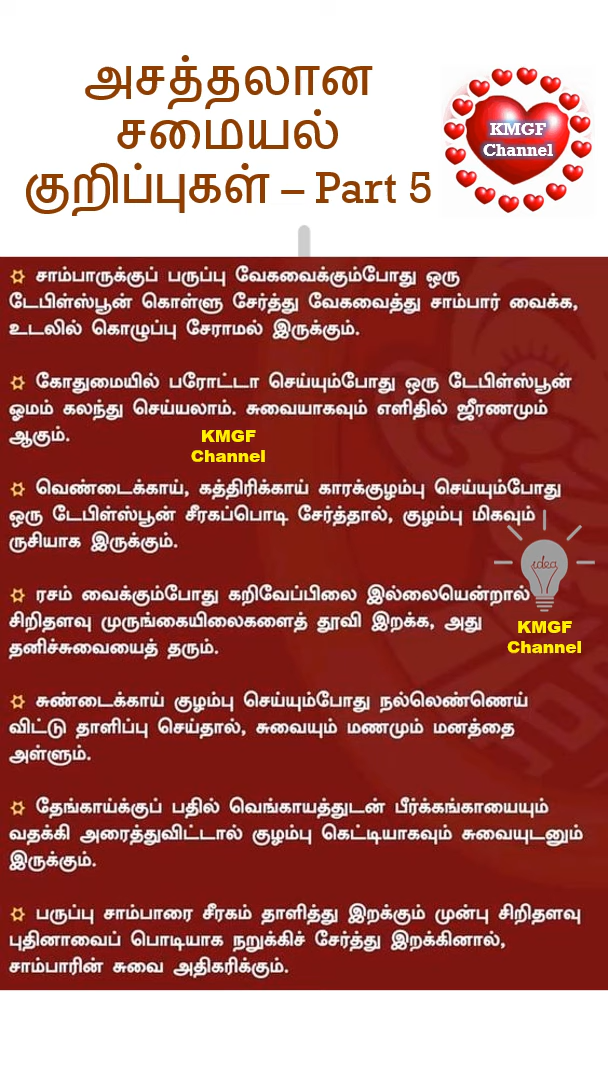 அசத்தலான
சமையல்
குறிப்புகள் – Part 5
KMGF
Channel
☼ சாம்பாருக்குப் பருப்பு வேகவைக்கும்போது ஒரு
டேபிள்ஸ்பூன் கொள்ளு சேர்த்து வேகவைத்து சாம்பார் வைக்க,
உடலில் கொழுப்பு சேராமல் இருக்கும்.
☼ கோதுமையில் பரோட்டா செய்யும்போது ஒரு டேபிள்ஸ்பூன்
ஓமம் கலந்து செய்யலாம். சுவையாகவும் எளிதில் ஜீரணமும்
ஆகும்.
KMGF
Channel
☼ வெண்டைக்காய், கத்திரிக்காய் காரக்குழம்பு செய்யும்போது
ஒரு டேபிள்ஸ்பூன் சீரகப்பொடி சேர்த்தால், குழம்பு மிகவும்
ருசியாக இருக்கும்.
idea
☼ ரசம் வைக்கும்போது கறிவேப்பிலை இல்லையென்றால்
சிறிதளவு முருங்கையிலைகளைத் தூவி இறக்க, அது
தனிச்சுவையைத் தரும்.
KMGF
Channel
☼ சுண்டைக்காய் குழம்பு செய்யும்போது நல்லெண்ணெய்
விட்டு தாளிப்பு செய்தால், சுவையும் மணமும் மனத்தை
அள்ளும்.
☼ தேங்காய்க்குப் பதில் வெங்காயத்துடன் பீர்க்கங்காயையும்
வதக்கி அரைத்துவிட்டால் குழம்பு கெட்டியாகவும் சுவையுடனும்
இருக்கும்.
☼ பருப்பு சாம்பாரை சீரகம் தாளித்து இறக்கும் முன்பு சிறிதளவு
புதினாவைப் பொடியாக நறுக்கிச் சேர்த்து இறக்கினால்,
சாம்பாரின் சுவை அதிகரிக்கும்.